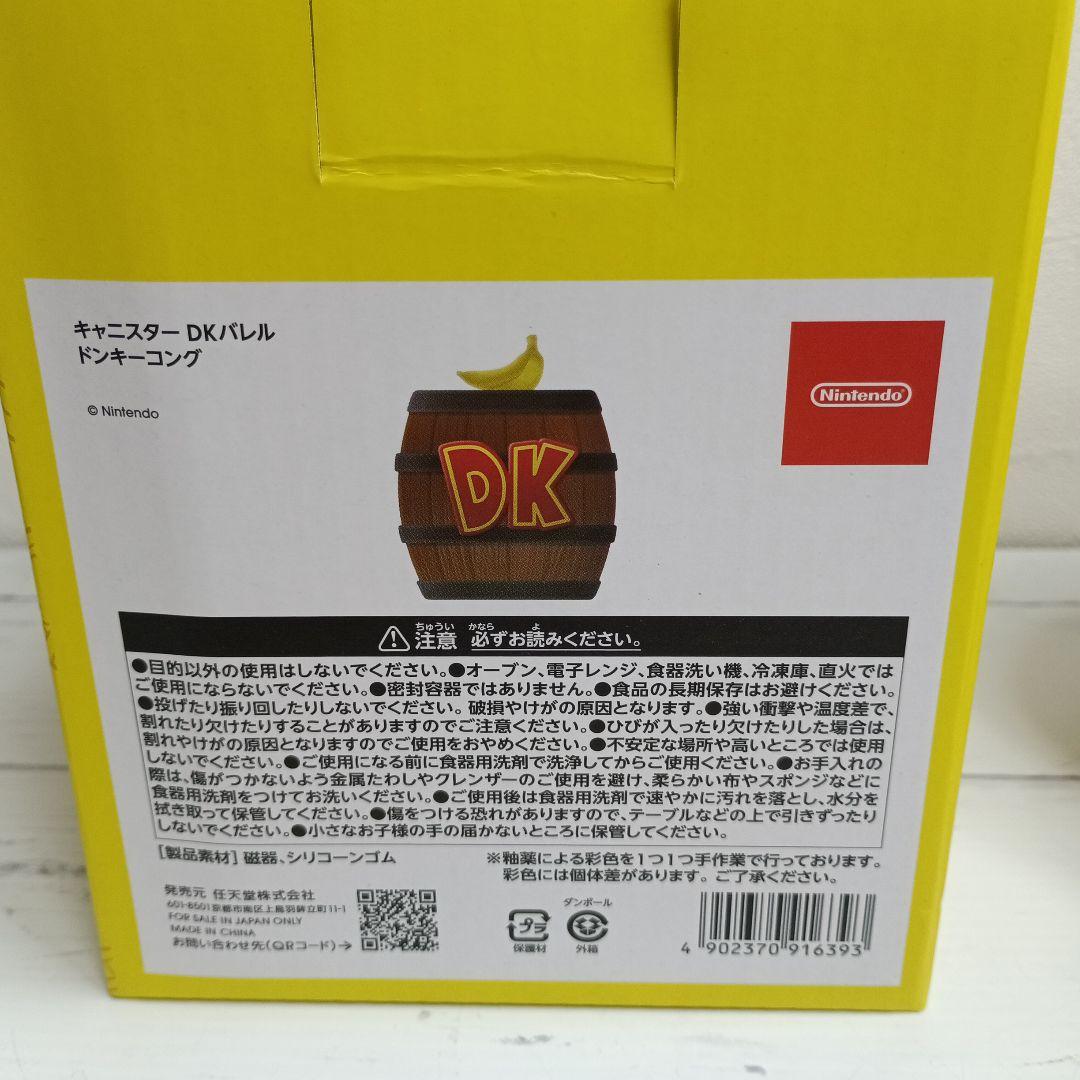 キャニスター DKバレル
ドンキーコング
© Nintendo
Nintendo
DK
ちゅうい かなら よ
注意 必ずお読みください。
●目的以外の使用はしないでください。●オーブン、電子レンジ、食器洗い機、冷凍庫、直火では
ご使用にならないでください。●密封容器ではありません。●食品の長期保存はお避けください。
●投げたり振り回したりしないでください。破損やけがの原因となります。●強い衝撃や温度差で、
割れたり欠けたりすることがありますのでご注意ください。●ひびが入ったり欠けたりした場合は、
割れやけがの原因となりますのでご使用をおやめください。●不安定な場所や高いところでは使用
しないでください。●ご使用になる前に食器用洗剤で洗浄してからご使用ください。●お手入れの
際は、傷がつかないよう金属たわしやクレンザーのご使用を避け、柔らかい布やスポンジなどに
食器用洗剤をつけてお洗いください。●ご使用後は食器用洗剤で速やかに汚れを落とし、水分を
拭き取って保管してください。●傷をつける恐れがありますので、テーブルなどの上で引きずったり
しないでください。●小さなお子様の手の届かないところに保管してください。
[製品素材] 磁器、シリコーンゴム
※釉薬による彩色を1つ1つ手作業で行っております。
彩色には個体差があります。ご了承ください。
発売元 任天堂株式会社
601-8501京都市南区上鳥羽鉾立町11-1
FOR SALE IN JAPAN ONLY
MADE IN CHINA
お問い合わせ先(QRコード)→
プラ
保護材
ダンボール
外箱
4 902370 916393